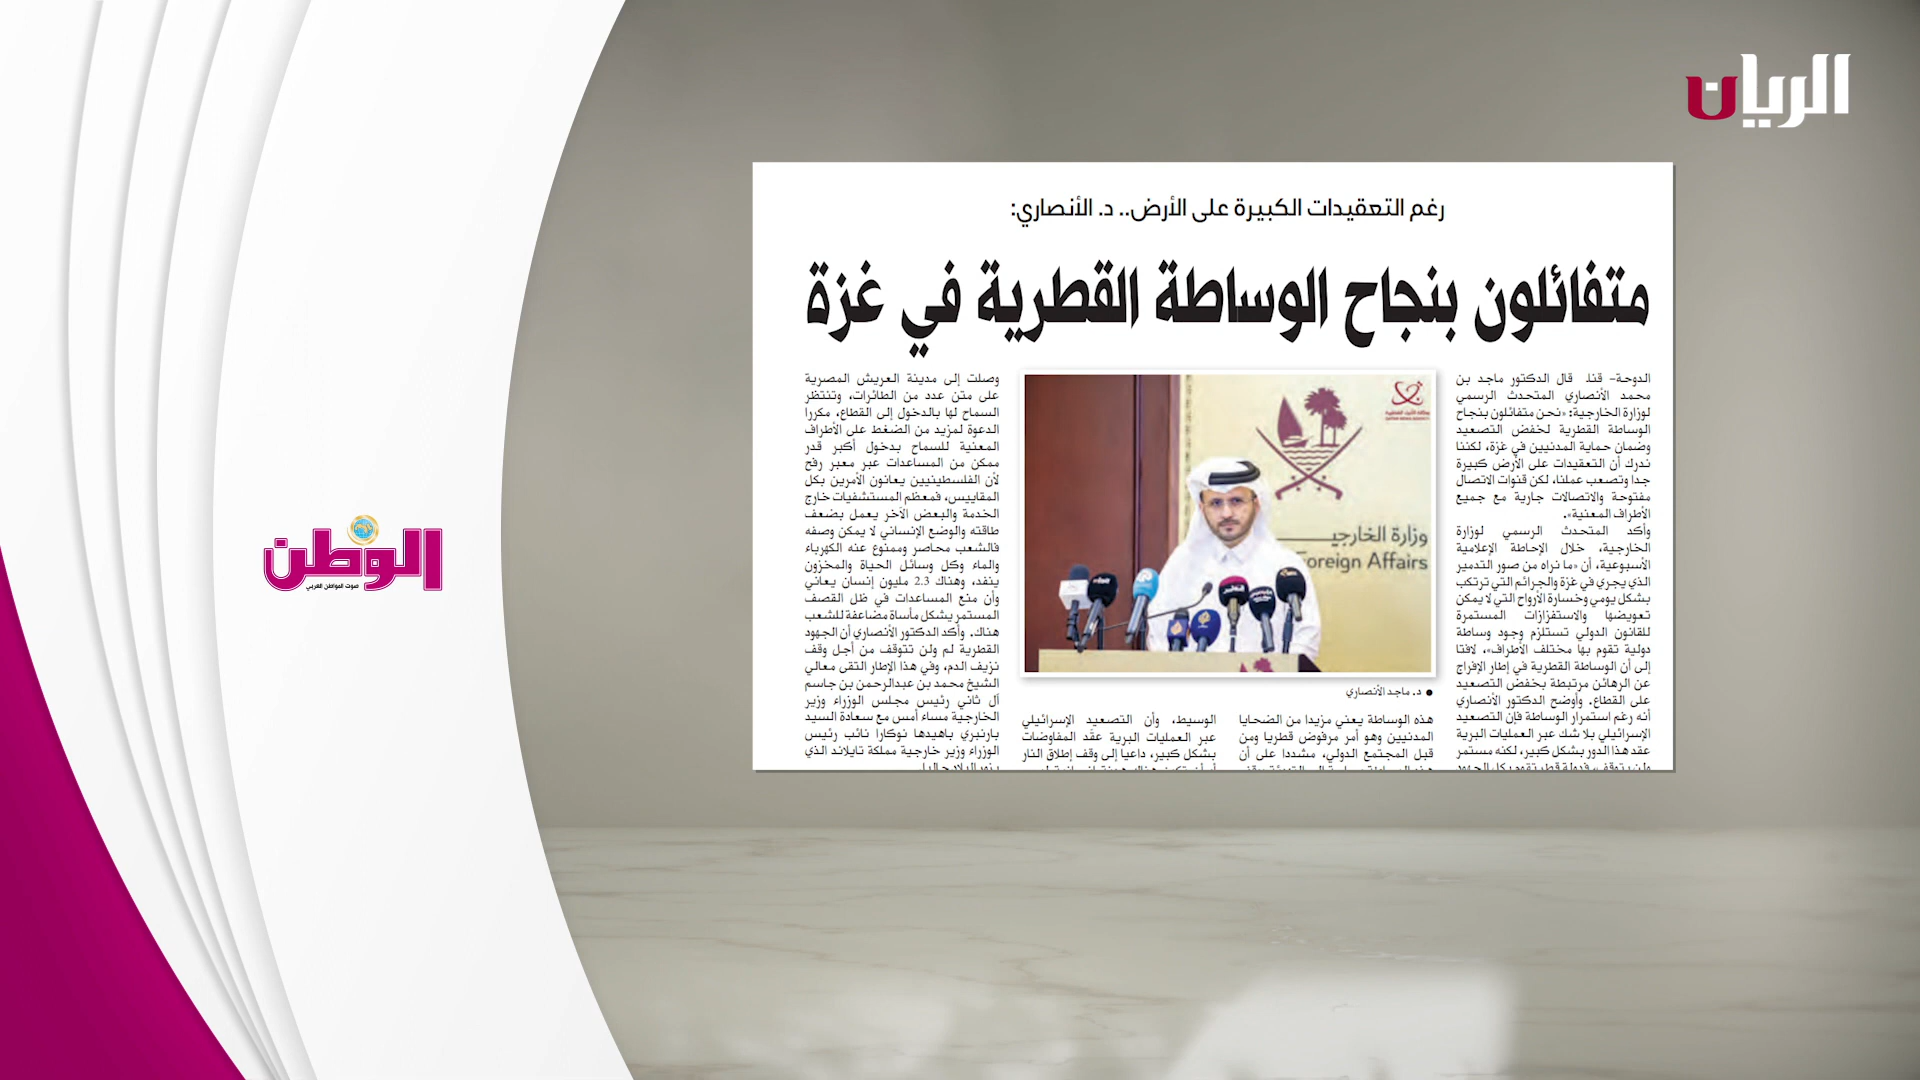 الريان
رغم التعقيدات الكبيرة على الأرض.. د. الأنصاري:
متفائلون بنجاح الوساطة القطرية في غزة
الدوحة- قنا- قال الدكتور ماجد بن
محمد الأنصاري المتحدث الرسمي
لوزارة الخارجية: «نحن متفائلون بنجاح
الوساطة القطرية لخفض التصعيد
وضمان حماية المدنيين في غزة، لكننا
ندرك أن التعقيدات على الأرض كبيرة
جدا وتصعب عملنا، لكن قنوات الاتصال
مفتوحة والاتصالات جارية مع جميع
الأطراف المعنية».
وأكد المتحدث الرسمي لوزارة
الخارجية، خلال الإحاطة الإعلامية
الأسبوعية، أن «ما نراه من صور التدمير
الذي يجري في غزة والجرائم التي ترتكب
بشكل يومي وخسارة الأرواح التي لا يمكن
تعويضها والاستفزازات المستمرة
للقانون الدولي تستلزم وجود وساطة
دولية تقوم بها مختلف الأطراف»، لافتا
إلى أن الوساطة القطرية في إطار الإفراج
عن الرهائن مرتبطة بخفض التصعيد
على القطاع. وأوضح الدكتور الأنصاري
أنه رغم استمرار الوساطة فإن التصعيد
الإسرائيلي بلا شك عبر العمليات البرية
عقد هذا الدور بشكل كبير، لكنه مستمر
ولن يتوقف، فدولة قطر تقوم بكل الجهود
وزارة الخارجيـ
Foreign Affairs
● د. ماجد الأنصاري
هذه الوساطة يعني مزيدا من الضحايا
المدنيين وهو أمر مرفوض قطريا ومن
قبل المجتمع الدولي، مشددا على أن
الوسيط، وأن التصعيد الإسرائيلي
عبر العمليات البرية عقّد المفاوضات
بشكل كبير، داعيا إلى وقف إطلاق النار
وصلت إلى مدينة العريش المصرية
على متن عدد من الطائرات، وتنتظر
السماح لها بالدخول إلى القطاع، مكررا
الدعوة لمزيد من الضغط على الأطراف
المعنية للسماح بدخول أكبر قدر
ممكن من المساعدات عبر معبر رفح
لأن الفلسطينيين يعانون الأمرين بكل
المقاييس، فمعظم المستشفيات خارج
الخدمة والبعض الآخر يعمل بضعف
طاقته والوضع الإنساني لا يمكن وصفه
فالشعب محاصر وممنوع عنه الكهرباء
والماء وكل وسائل الحياة والمخزون
ينفد، وهناك 2.3 مليون إنسان يعاني
وأن منع المساعدات في ظل القصف
المستمر يشكل مأساة مضاعفة للشعب
هناك. وأكد الدكتور الأنصاري أن الجهود
القطرية لم ولن تتوقف من أجل وقف
نزيف الدم، وفي هذا الإطار التقى معالي
الشيخ محمد بن عبدالرحمن بن جاسم
آل ثاني رئيس مجلس الوزراء وزير
الخارجية مساء أمس مع سعادة السيد
بارنبري باهيدها نوكارا نائب رئيس
الوزراء وزير خارجية مملكة تايلاند الذي
يزور البلاد حاليا.
الوطن
صوت المواطن العربي